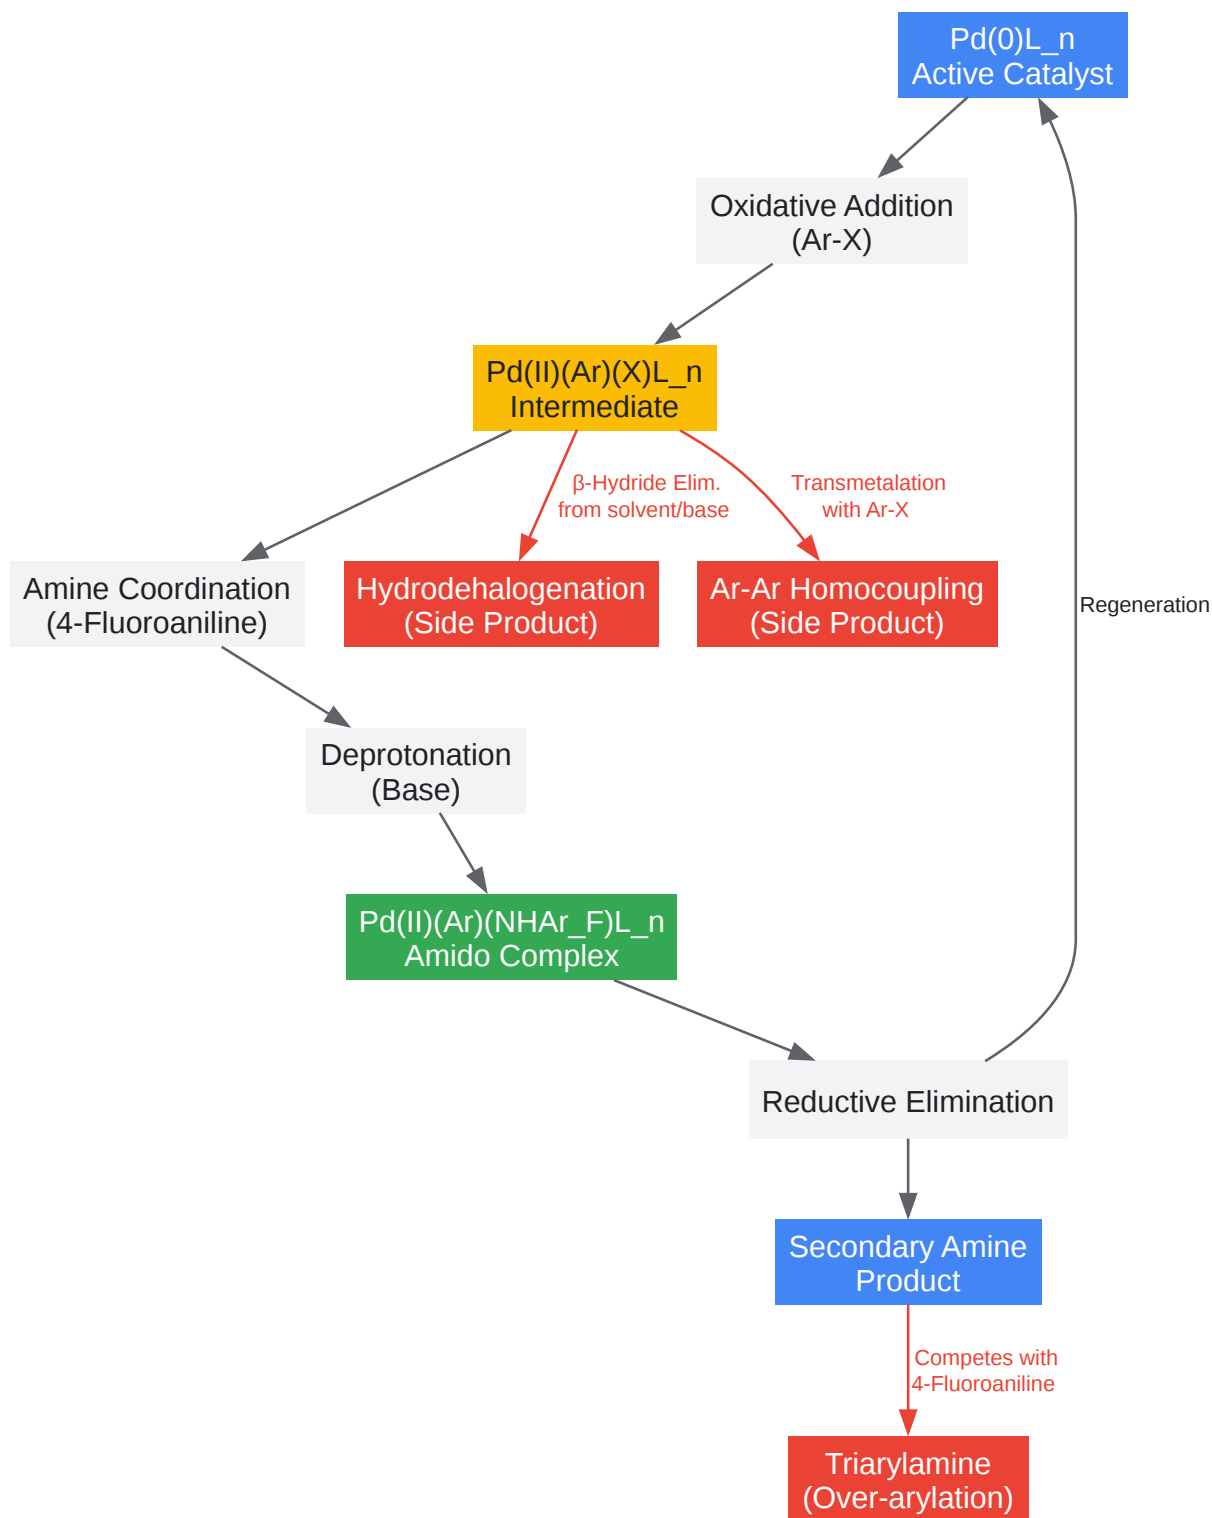 Pd(0)L_n
Active Catalyst
Oxidative Addition
(Ar-X)
Pd(II)(Ar)(X)L_n
Intermediate
β-Hydride Elim.
from solvent/base
Transmetalation
with Ar-X
Amine Coordination
(4-Fluoroaniline)
Hydrodehalogenation
(Side Product)
Ar-Ar Homocoupling
(Side Product)
Regeneration
Deprotonation
(Base)
Pd(II)(Ar)(NHAr_F)L_n
Amido Complex
Reductive Elimination
Secondary Amine
Product
Competes with
4-Fluoroaniline
Triarylamine
(Over-arylation)